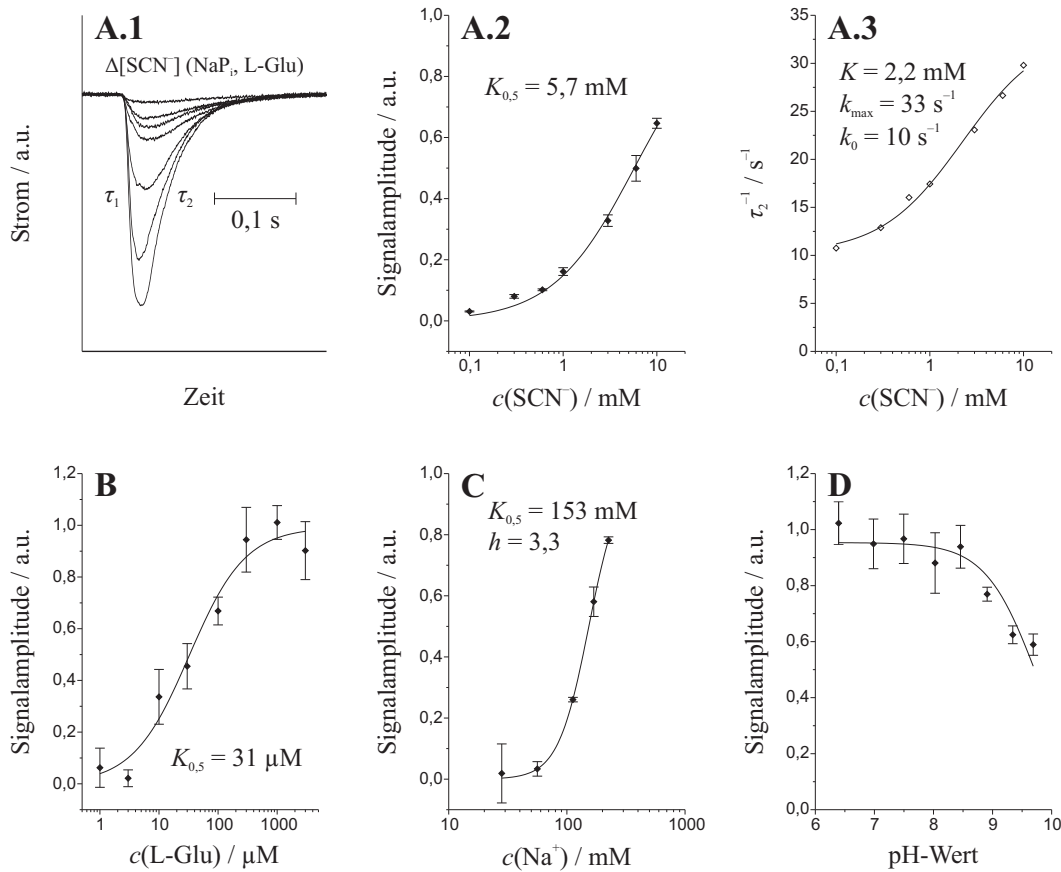 A.1
Δ[SCN⁻] (NaPᵢ, L-Glu)
Strom / a.u.
τ₁
τ₂
0,1 s
Zeit
A.2
K₀,₅ = 5,7 mM
Signalamplitude / a.u.
1,0
0,8
0,6
0,4
0,2
0,0
0,1
1
10
c(SCN⁻) / mM
A.3
K = 2,2 mM
kmax = 33 s⁻¹
k₀ = 10 s⁻¹
τ₂⁻¹ / s⁻¹
35
30
25
20
15
10
5
0
0,1
1
10
c(SCN⁻) / mM
B
K₀,₅ = 31 µM
Signalamplitude / a.u.
1,2
1,0
0,8
0,6
0,4
0,2
0,0
1
10
100
1000
c(L-Glu) / µM
C
K₀,₅ = 153 mM
h = 3,3
Signalamplitude / a.u.
1,0
0,8
0,6
0,4
0,2
0,0
10
100
1000
c(Na⁺) / mM
D
Signalamplitude / a.u.
1,2
1,0
0,8
0,6
0,4
0,2
0,0
6
7
8
9
10
pH-Wert